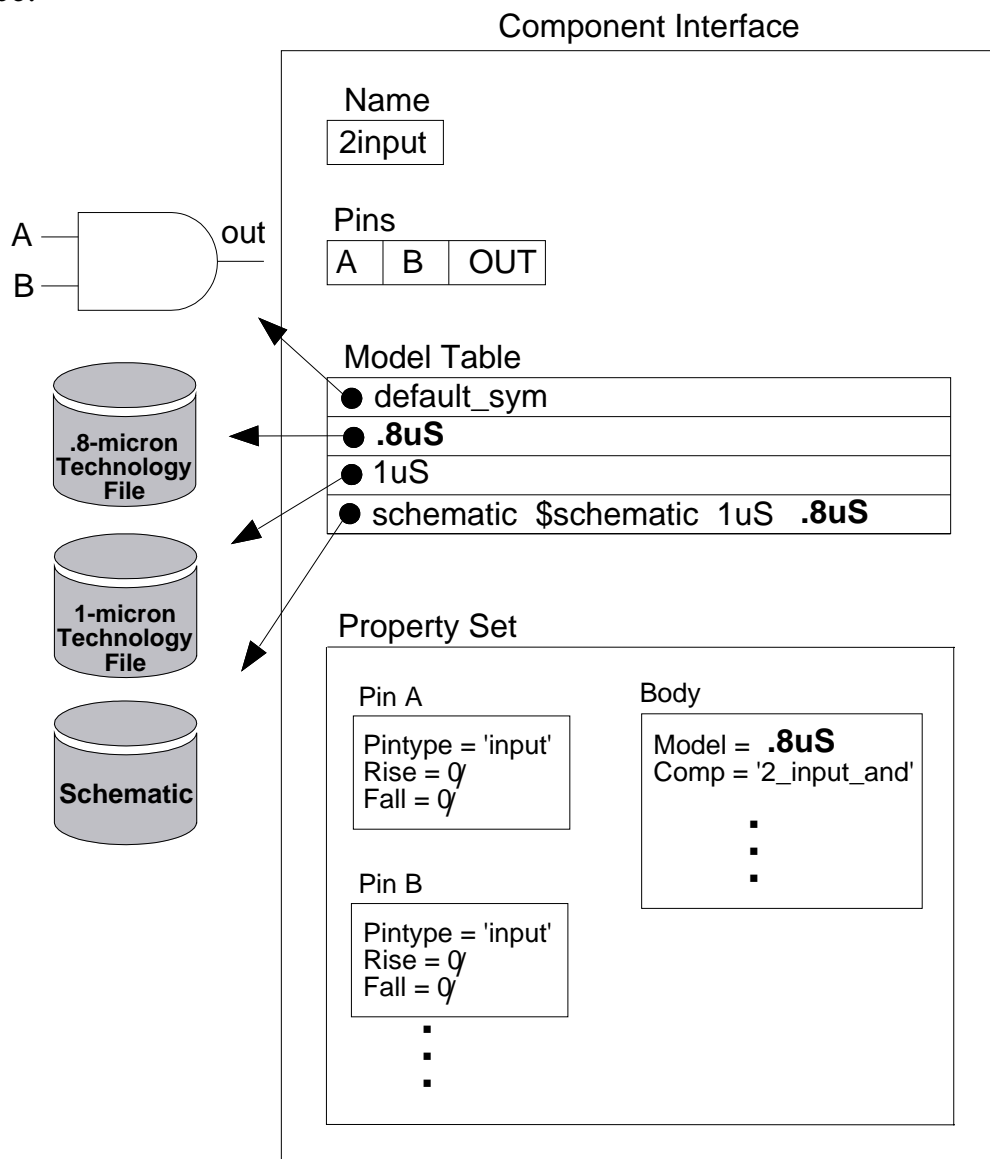 Component Interface
Name
2input
Pins
A B OUT
A
B
out
Model Table
default_sym
.8uS
1uS
schematic $schematic 1uS .8uS
.8-micron
Technology
File
1-micron
Technology
File
Schematic
Property Set
Pin A
Pintype = 'input'
Rise = 0/
Fall = 0/
Pin B
Pintype = 'input'
Rise = 0/
Fall = 0/
Body
Model = .8uS
Comp = '2_input_and'